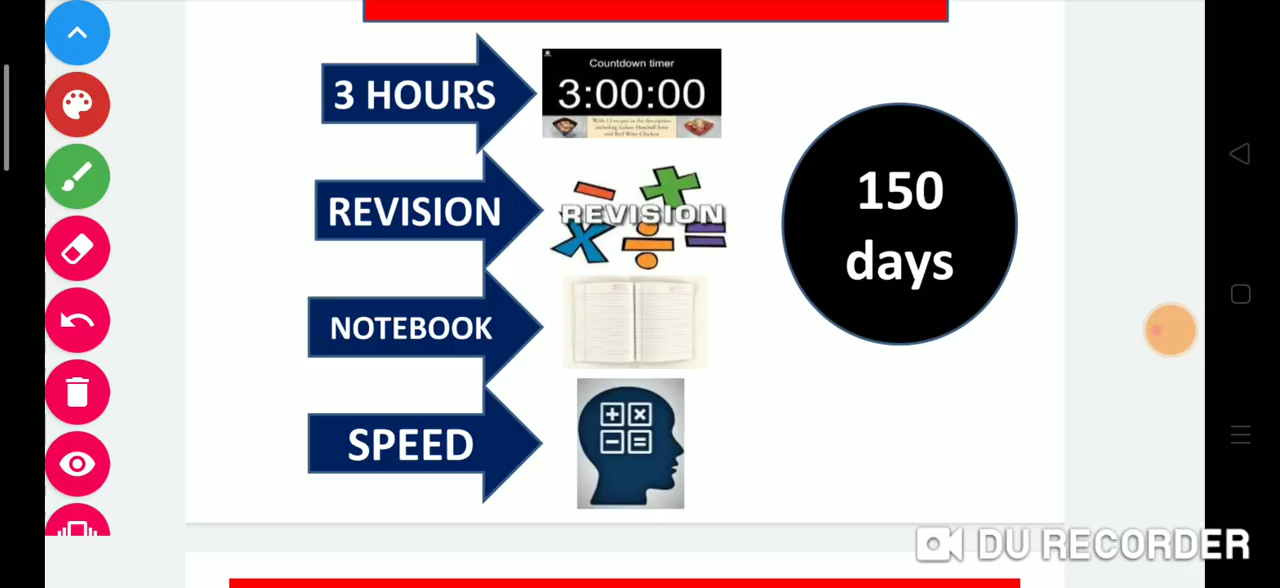 3 HOURS
Countdown timer
3:00:00
REVISION
REVISION
NOTEBOOK
SPEED
150
days
DU RECORDER